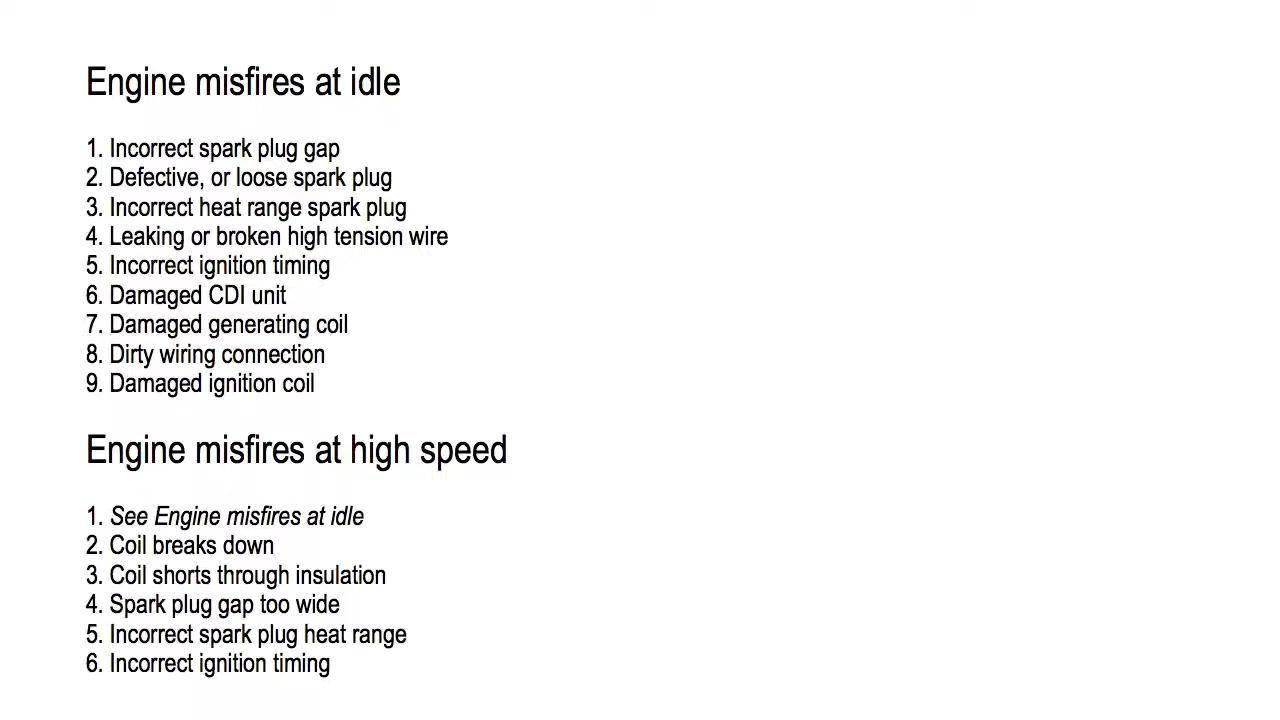 Engine misfires at idle
1. Incorrect spark plug gap
2. Defective, or loose spark plug
3. Incorrect heat range spark plug
4. Leaking or broken high tension wire
5. Incorrect ignition timing
6. Damaged CDI unit
7. Damaged generating coil
8. Dirty wiring connection
9. Damaged ignition coil
Engine misfires at high speed
1. See Engine misfires at idle
2. Coil breaks down
3. Coil shorts through insulation
4. Spark plug gap too wide
5. Incorrect spark plug heat range
6. Incorrect ignition timing